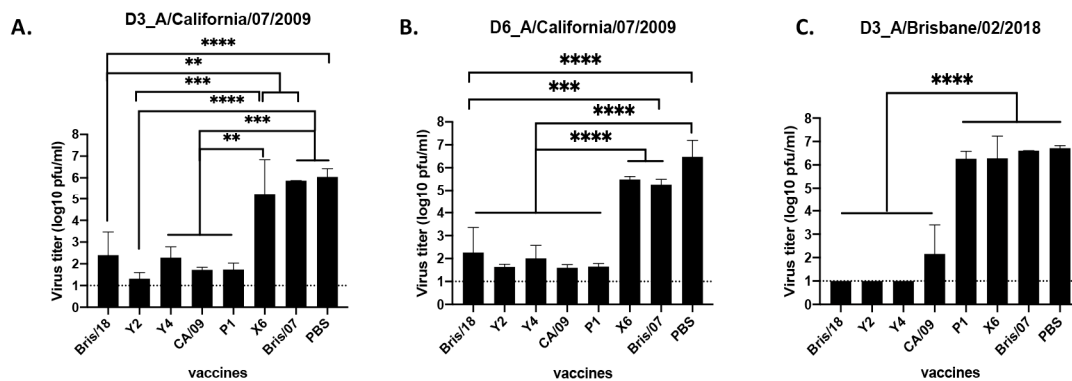 A.
D3_A/California/07/2009
****
**
***
****
***
**
Virus titer (log10 pfu/ml)
8
7
6
5
4
3
2
1
0
Bris/18
Y2
Y4
CA/09
P1
X6
Bris/07
PBS
vaccines
B.
D6_A/California/07/2009
****
***
****
****
Virus titer (log10 pfu/ml)
8
7
6
5
4
3
2
1
0
Bris/18
Y2
Y4
CA/09
P1
X6
Bris/07
PBS
vaccines
C.
D3_A/Brisbane/02/2018
****
Virus titer (log10 pfu/ml)
8
7
6
5
4
3
2
1
0
Bris/18
Y2
Y4
CA/09
P1
X6
Bris/07
PBS
vaccines